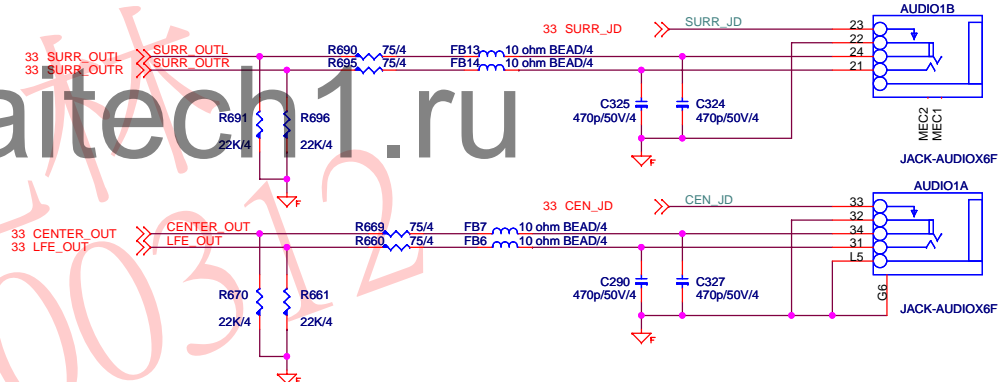 AUDIO1B
33 SURR_JD SURR_JD 23
22
33 SURR_OUTL SURR_OUTL R690 75/4 FB13 10 ohm BEAD/4 24
33 SURR_OUTR SURR_OUTR R695 75/4 FB14 10 ohm BEAD/4 21
aitech1.ru
R691 R696 C325 C324
22K/4 22K/4 470p/50V/4 470p/50V/4
MEC2
MEC1
JACK-AUDIOX6F
F
F
AUDIO1A
33 CEN_JD CEN_JD 33
32
33 CENTER_OUT CENTER_OUT R669 75/4 FB7 10 ohm BEAD/4 34
33 LFE_OUT LFE_OUT R660 75/4 FB6 10 ohm BEAD/4 31
L5
R670 R661 C290 C327 G6
22K/4 22K/4 470p/50V/4 470p/50V/4
JACK-AUDIOX6F
F
F
林
00312